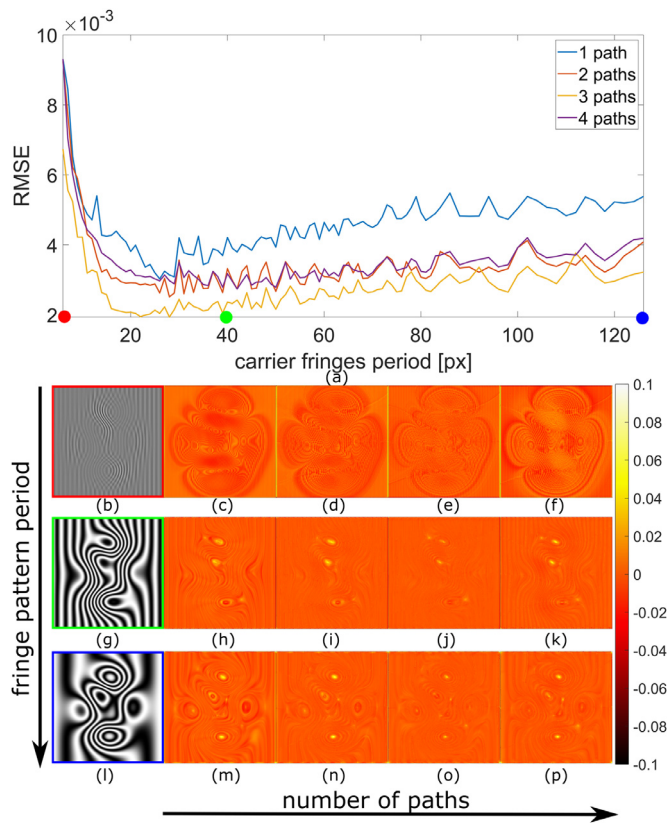 ×10⁻³
10
8
6
4
2
RMSE
1 path
2 paths
3 paths
4 paths
20 40 60 80 100 120
carrier fringes period [px]
(a)
fringe pattern period
(b) (c) (d) (e) (f)
(g) (h) (i) (j) (k)
(l) (m) (n) (o) (p)
0.1
0.08
0.06
0.04
0.02
0
-0.02
-0.04
-0.06
-0.08
-0.1
number of paths